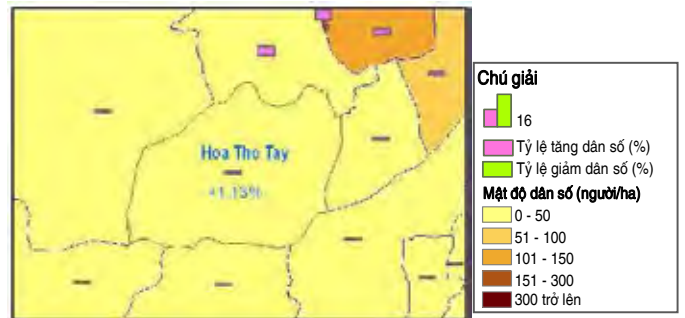 Hoa Tho Tay
+1.13%
Chú giải
16
Tỷ lệ tăng dân số (%)
Tỷ lệ giảm dân số (%)
Mật độ dân số (người/ha)
0 - 50
51 - 100
101 - 150
151 - 300
300 trở lên